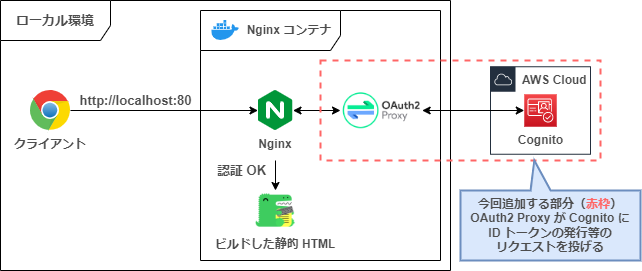 ローカル環境
Nginx コンテナ
http://localhost:80
クライアント
Nginx
OAuth2
Proxy
AWS Cloud
Cognito
認証 OK
ビルドした静的 HTML
今回追加する部分（赤枠）
OAuth2 Proxy が Cognito に
ID トークンの発行等の
リクエストを投げる